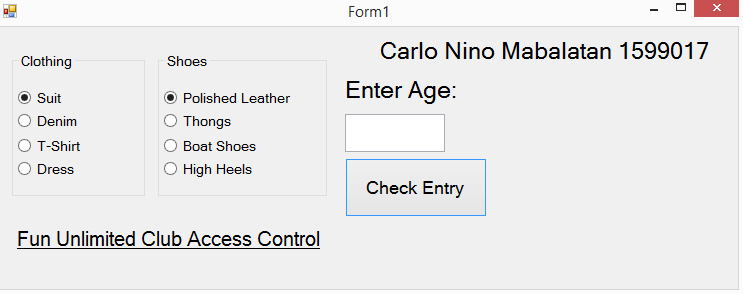 Form1
Carlo Nino Mabalatan 1599017
Clothing
Suit
Denim
T-Shirt
Dress
Shoes
Polished Leather
Thongs
Boat Shoes
High Heels
Enter Age:
Check Entry
Fun Unlimited Club Access Control